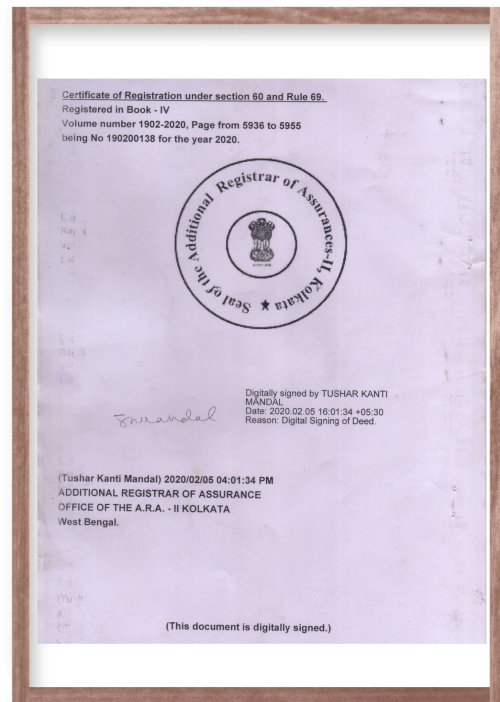 Certificate of Registration under section 60 and Rule 69.
Registered in Book - IV
Volume number 1902-2020, Page from 5936 to 5955
being No 190200138 for the year 2020.
Seal of the Additional Registrar of Assurances-II, Kolkata
Digitally signed by TUSHAR KANTI
MANDAL
Date: 2020.02.05 16:01:34 +05:30
Reason: Digital Signing of Deed.
(Tushar Kanti Mandal) 2020/02/05 04:01:34 PM
ADDITIONAL REGISTRAR OF ASSURANCE
OFFICE OF THE A.R.A. - II KOLKATA
West Bengal.
(This document is digitally signed.)